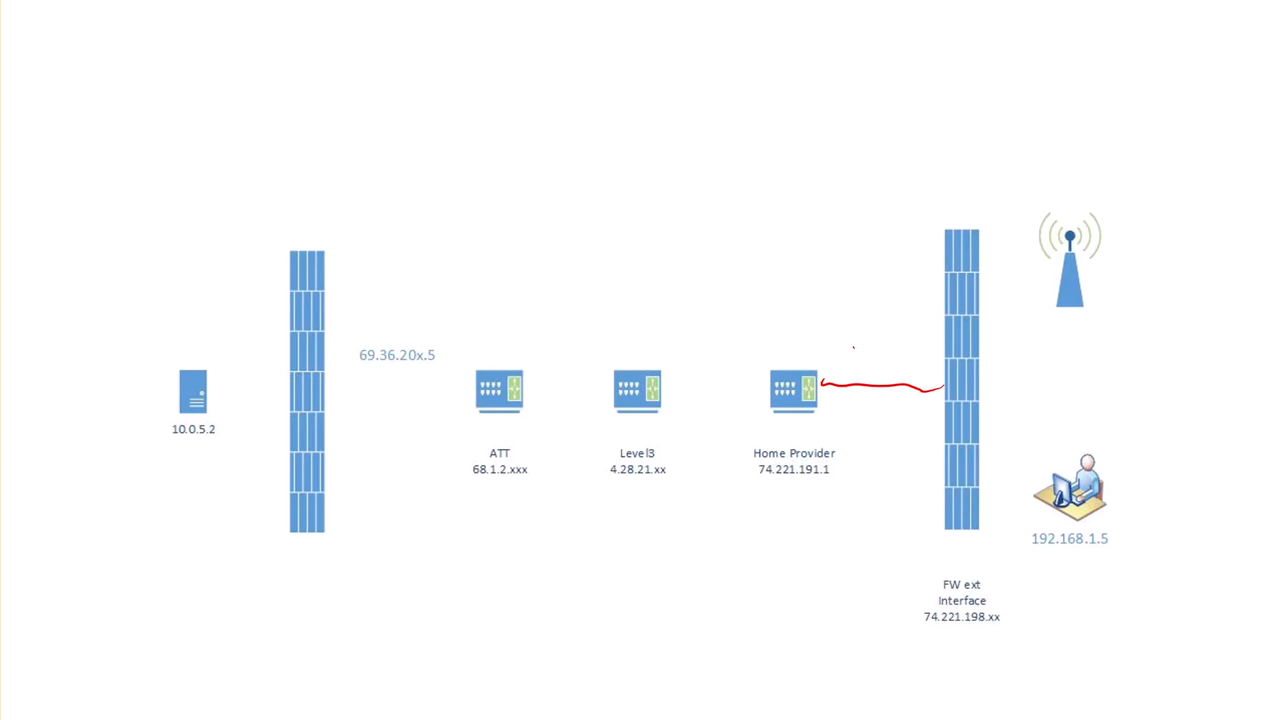 69.36.20x.5
10.0.5.2
ATT
68.1.2.xxx
Level3
4.28.21.xx
Home Provider
74.221.191.1
192.168.1.5
FW ext
Interface
74.221.198.xx